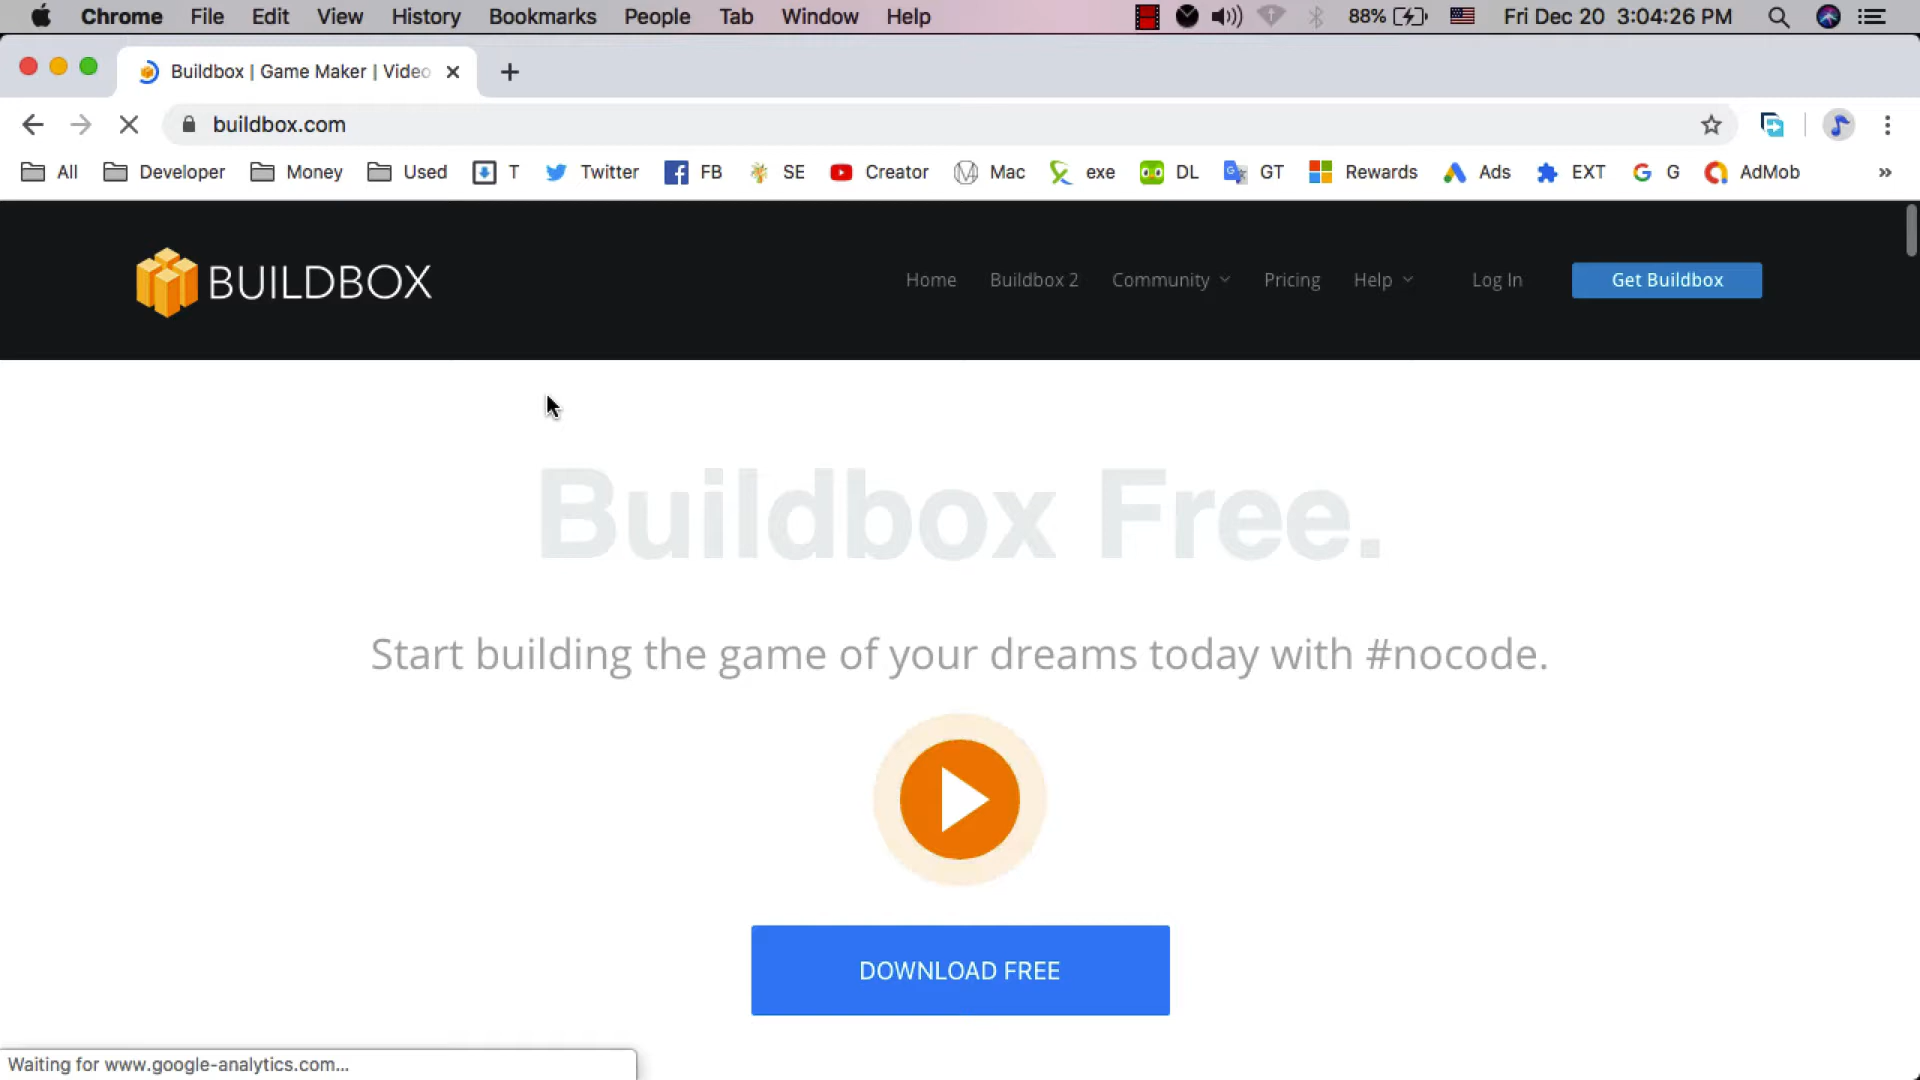 Chrome File Edit View History Bookmarks People Tab Window Help 88% Fri Dec 20 3:04:26 PM
Buildbox | Game Maker | Video
buildbox.com
All Developer Money Used T Twitter FB SE Creator Mac exe DL GT Rewards Ads EXT G AdMob »
BUILDBOX Home Buildbox 2 Community Pricing Help Log In Get Buildbox
Buildbox Free.
Start building the game of your dreams today with #nocode.
DOWNLOAD FREE
Waiting for www.google-analytics.com...